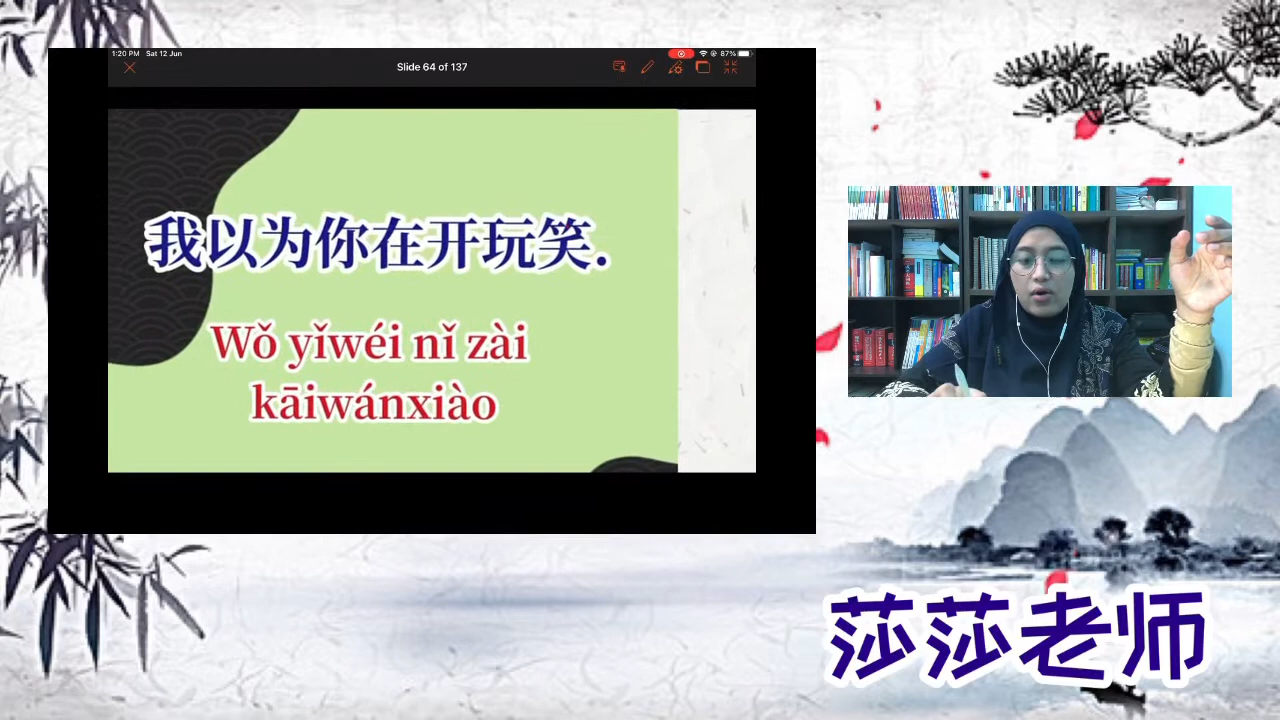 1:20 PM Sat 12 Jun
87%
Slide 64 of 137
我以为你在开玩笑.
Wǒ yǐwéi nǐ zài
kāiwánxiào
莎莎老师